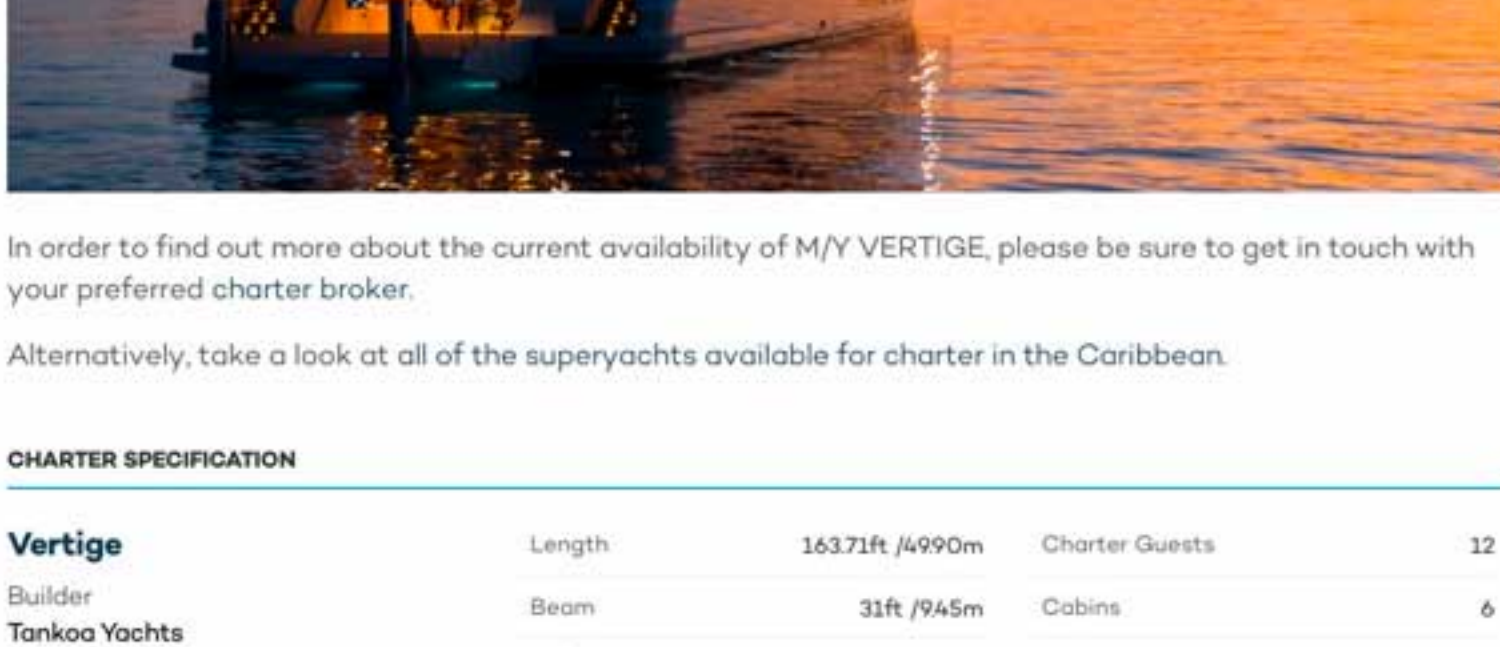 In order to find out more about the current availability of M/Y VERTIGE, please be sure to get in touch with
your preferred charter broker.
Alternatively, take a look at all of the superyachts available for charter in the Caribbean.
CHARTER SPECIFICATION
Vertige
Builder
Tankoa Yachts
Length 163.71ft /49.90m
Beam 31ft /9.45m
Charter Guests 12
Cabins 6